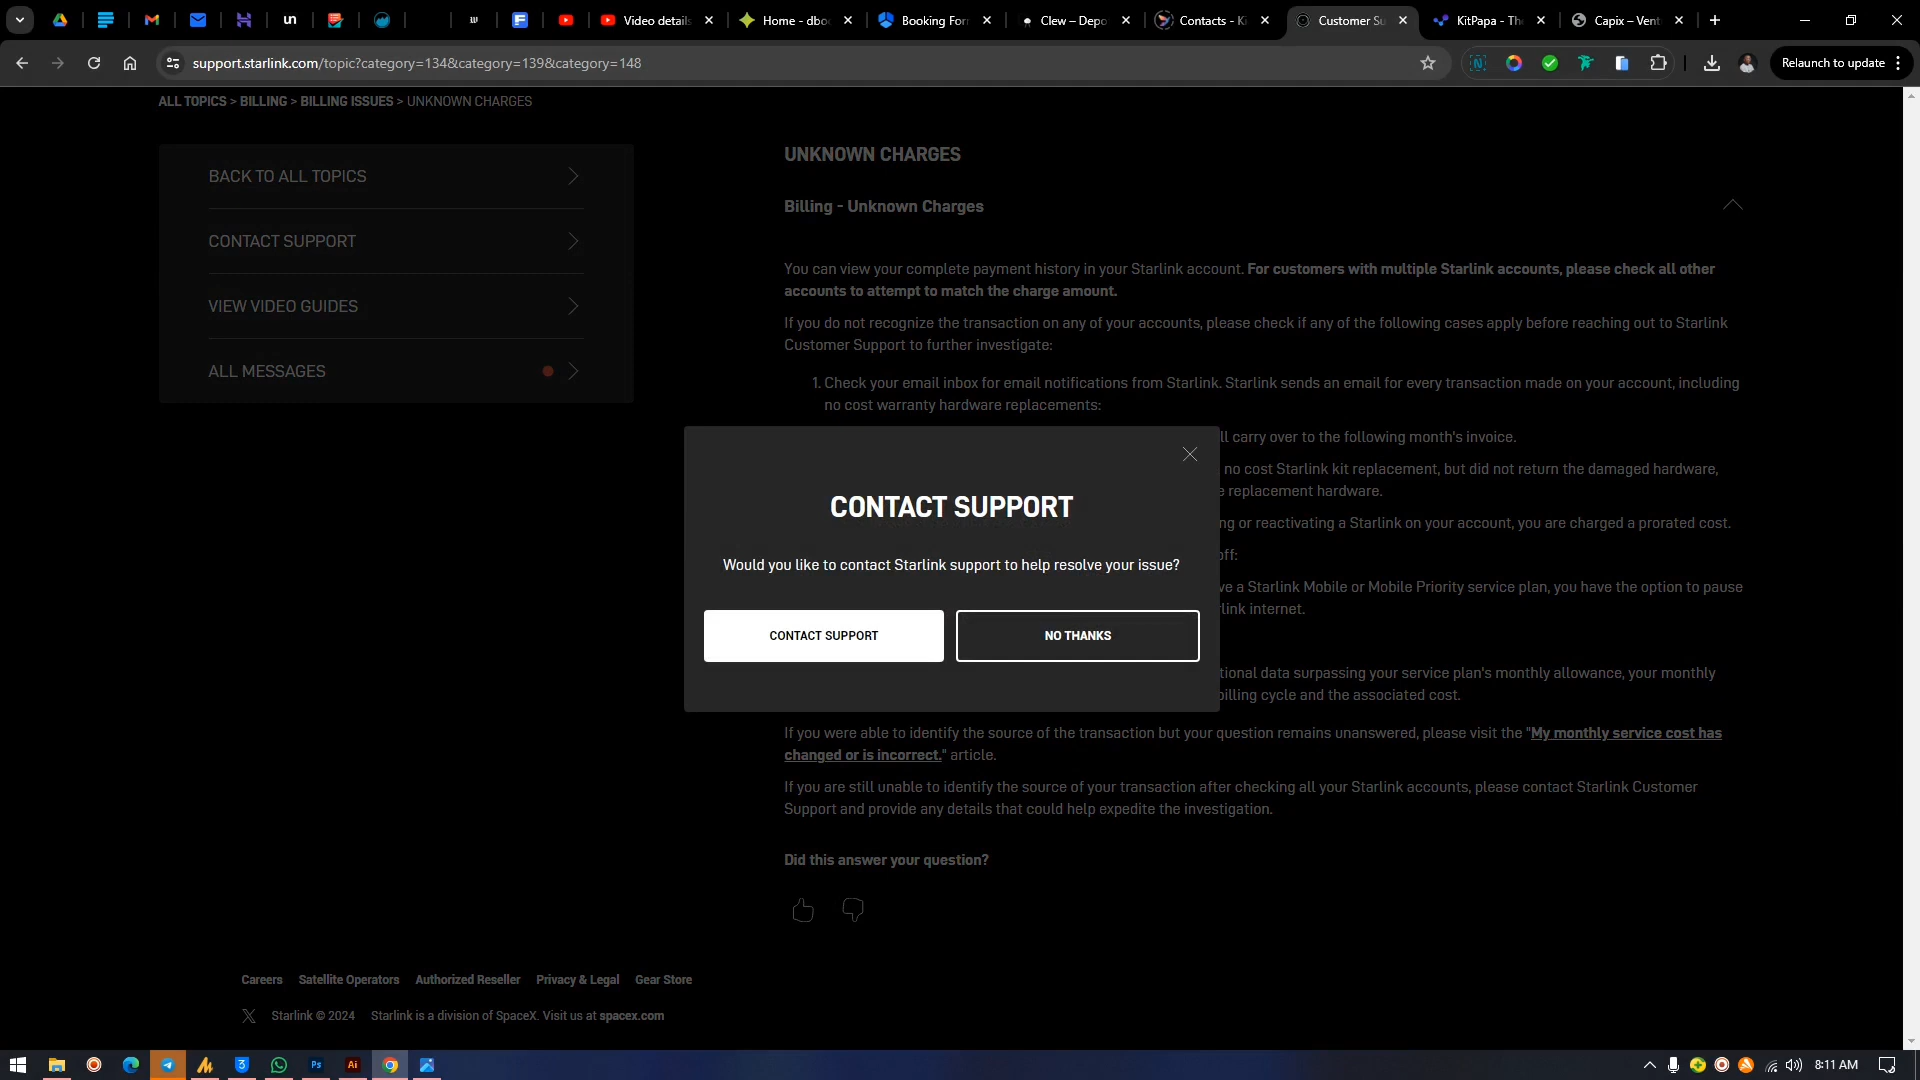 Video details
Home - dbo
Booking For
Clew – Depo
Contacts - Ki
Customer Su
KitPapa - The
Capix – Vent
support.starlink.com/topic?category=134&category=139&category=148
Relaunch to update
ALL TOPICS > BILLING > BILLING ISSUES > UNKNOWN CHARGES
BACK TO ALL TOPICS
CONTACT SUPPORT
VIEW VIDEO GUIDES
ALL MESSAGES
UNKNOWN CHARGES
Billing - Unknown Charges
You can view your complete payment history in your Starlink account. For customers with multiple Starlink accounts, please check all other
accounts to attempt to match the charge amount.
If you do not recognize the transaction on any of your accounts, please check if any of the following cases apply before reaching out to Starlink
Customer Support to further investigate:
1. Check your email inbox for email notifications from Starlink. Starlink sends an email for every transaction made on your account, including
no cost warranty hardware replacements:
ll carry over to the following month's invoice.
no cost Starlink kit replacement, but did not return the damaged hardware,
e replacement hardware.
ng or reactivating a Starlink on your account, you are charged a prorated cost.
off:
ve a Starlink Mobile or Mobile Priority service plan, you have the option to pause
link internet.
tional data surpassing your service plan's monthly allowance, your monthly
billing cycle and the associated cost.
CONTACT SUPPORT
Would you like to contact Starlink support to help resolve your issue?
CONTACT SUPPORT
NO THANKS
If you were able to identify the source of the transaction but your question remains unanswered, please visit the "My monthly service cost has
changed or is incorrect." article.
If you are still unable to identify the source of your transaction after checking all your Starlink accounts, please contact Starlink Customer
Support and provide any details that could help expedite the investigation.
Did this answer your question?
Careers Satellite Operators Authorized Reseller Privacy & Legal Gear Store
Starlink © 2024 Starlink is a division of SpaceX. Visit us at spacex.com
8:11 AM